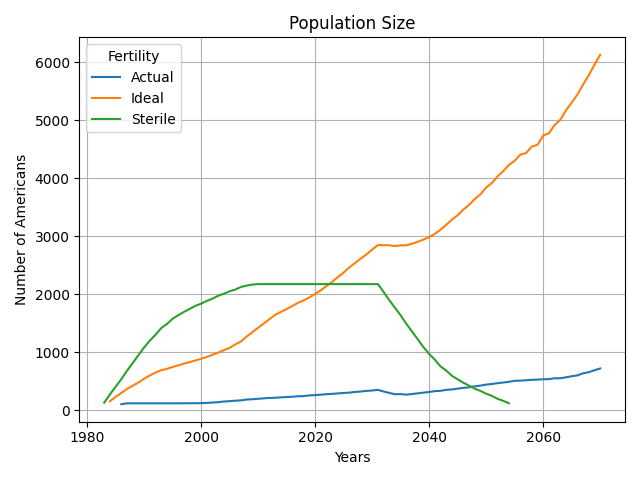 Population Size
Fertility
Actual
Ideal
Sterile
Number of Americans
6000
5000
4000
3000
2000
1000
0
1980
2000
2020
2040
2060
Years